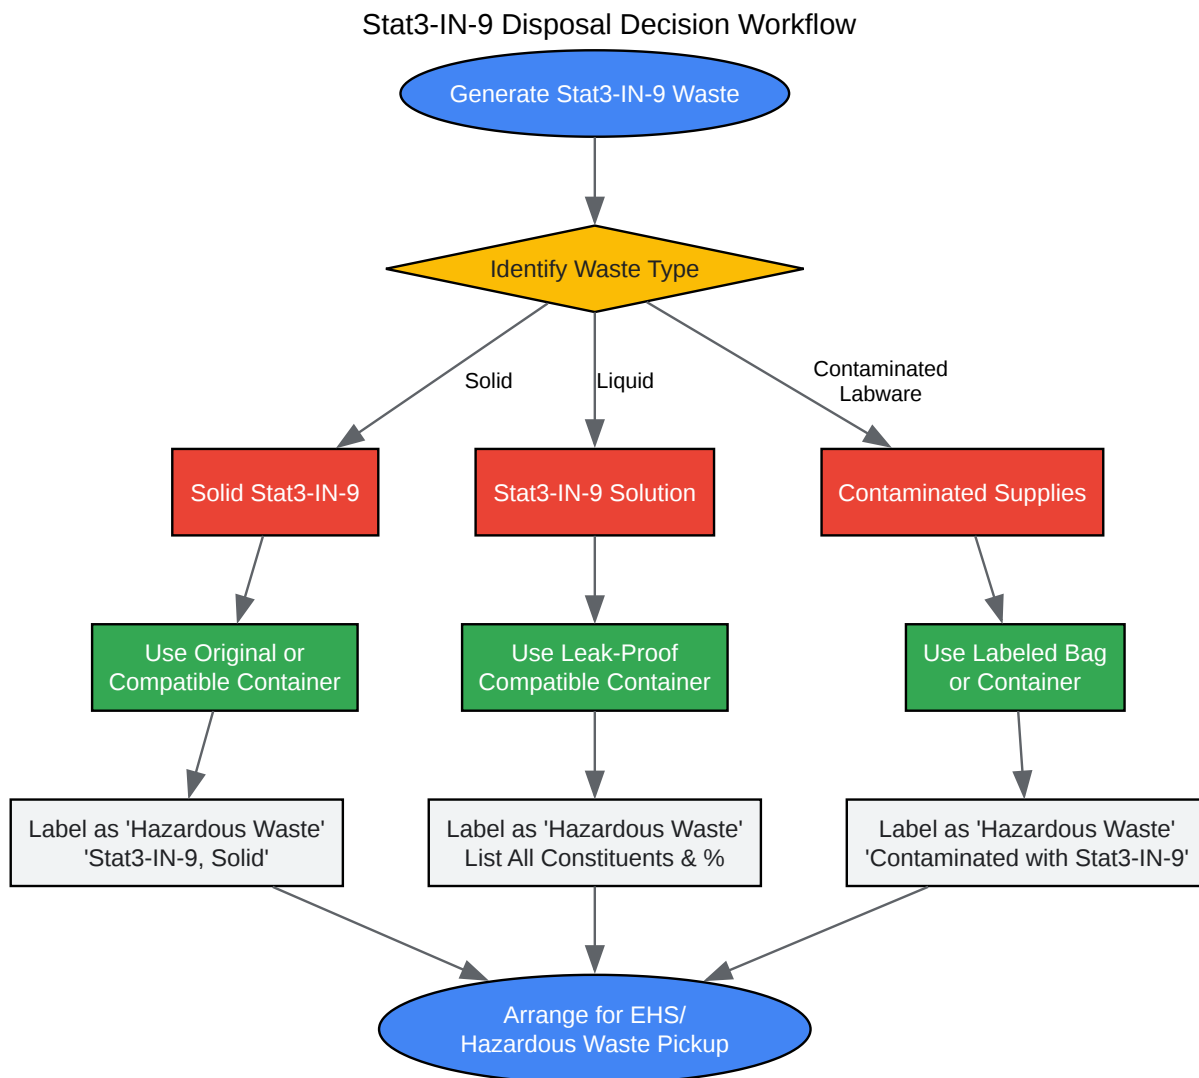 Stat3-IN-9 Disposal Decision Workflow
Generate Stat3-IN-9 Waste
Identify Waste Type
Solid
Liquid
Contaminated
Labware
Solid Stat3-IN-9
Stat3-IN-9 Solution
Contaminated Supplies
Use Original or
Compatible Container
Use Leak-Proof
Compatible Container
Use Labeled Bag
or Container
Label as 'Hazardous Waste'
'Stat3-IN-9, Solid'
Label as 'Hazardous Waste'
List All Constituents & %
Label as 'Hazardous Waste'
'Contaminated with Stat3-IN-9'
Arrange for EHS/
Hazardous Waste Pickup